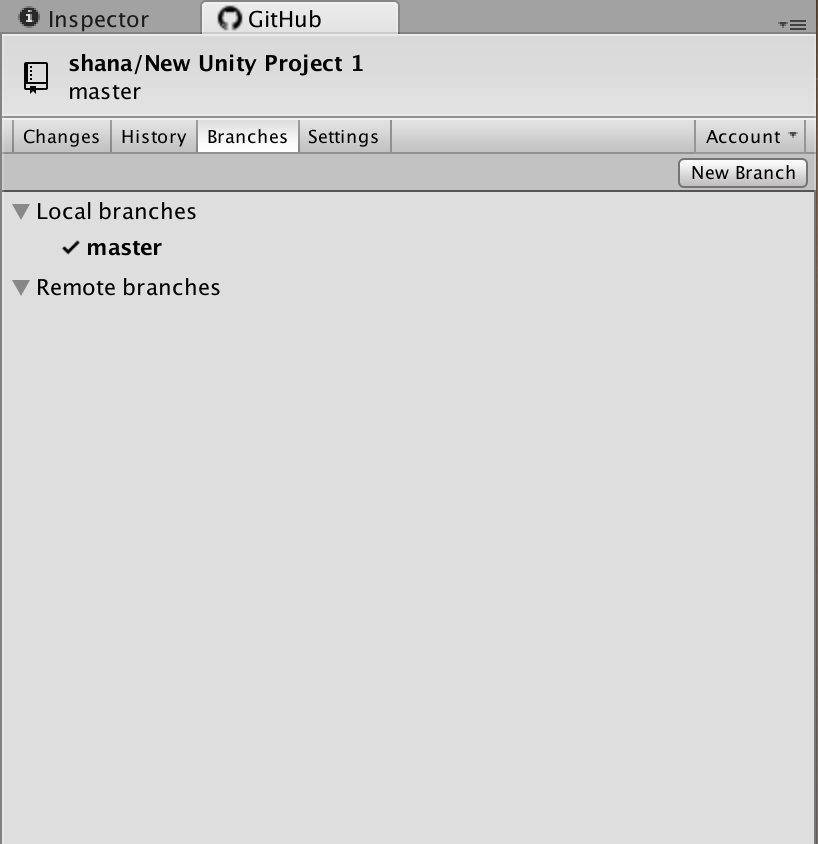 Inspector GitHub
shana/New Unity Project 1
master
Changes History Branches Settings Account
New Branch
Local branches
master
Remote branches